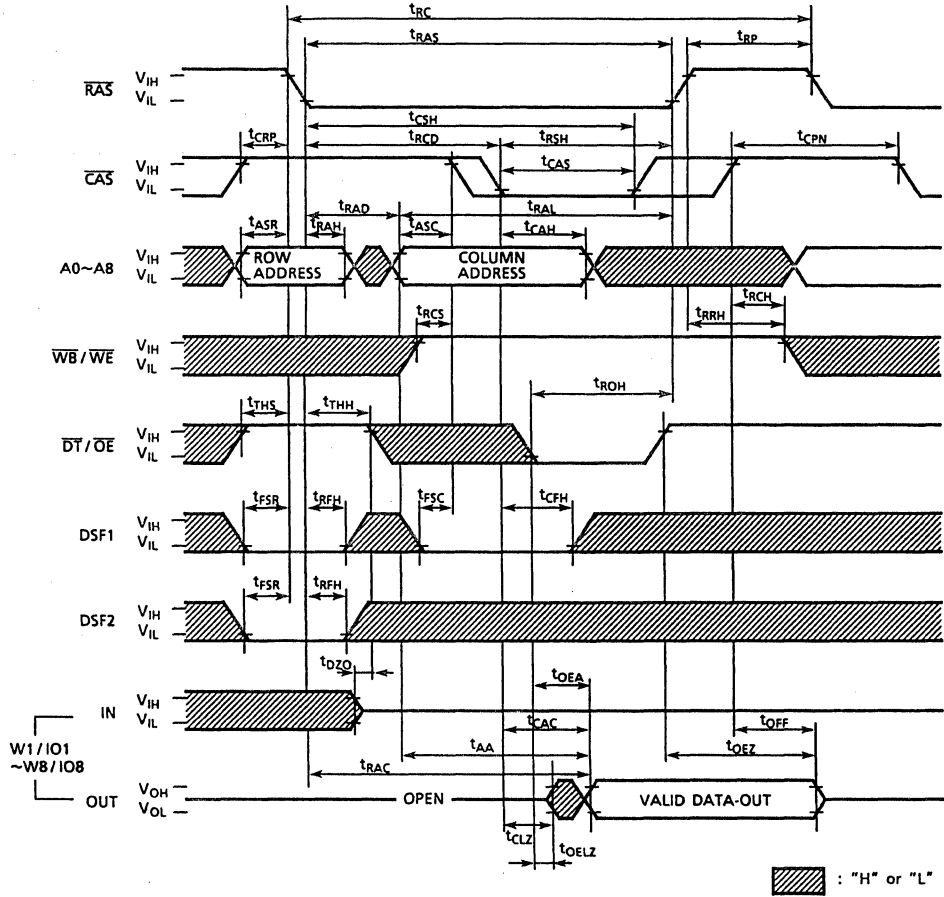 tRC
tRAS
tRP
RAS
VIH
VIL
tCSH
tCRP
tRCD
tRSH
tCPN
CAS
VIH
VIL
tCAS
tRAD
tRAL
tASR
tRAH
tASC
tCAH
A0~A8
VIH
VIL
ROW ADDRESS
COLUMN ADDRESS
tRCH
tRCS
tRRH
WB / WE
VIH
VIL
tROH
tTHS
tTHH
DT / OE
VIH
VIL
tFSR
tRFH
tFSC
tCFH
DSF1
VIH
VIL
tFSR
tRFH
DSF2
VIH
VIL
tDZO
tOEA
IN
VIH
VIL
tCAC
tOFF
W1 / IO1
~W8 / IO8
tAA
tOEZ
tRAC
OUT
VOH
VOL
OPEN
VALID DATA-OUT
tCLZ
tOELZ
: "H" or "L"